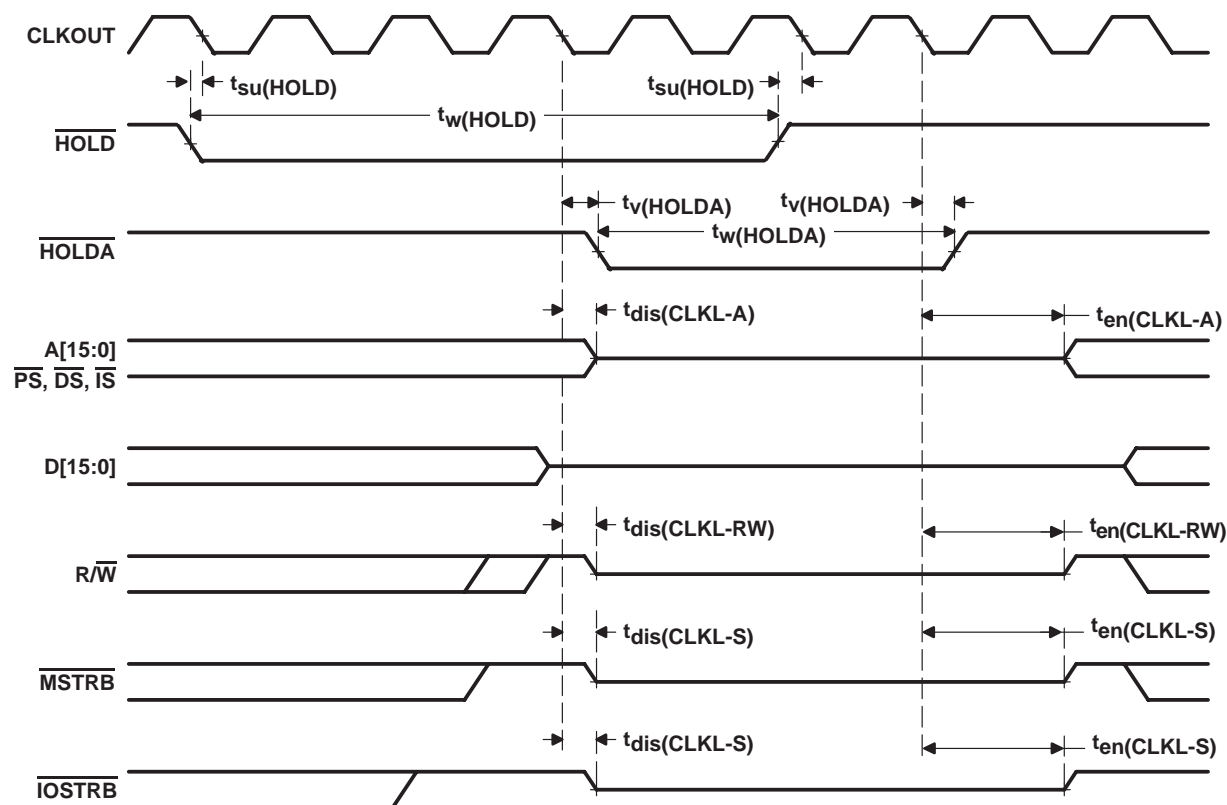 CLKOUT
tsu(HOLD)
tsu(HOLD)
tw(HOLD)
HOLD
tv(HOLDA)
tv(HOLDA)
tw(HOLDA)
HOLDA
tdis(CLKL-A)
ten(CLKL-A)
A[15:0]
PS, DS, IS
D[15:0]
tdis(CLKL-RW)
ten(CLKL-RW)
R/W
tdis(CLKL-S)
ten(CLKL-S)
MSTRB
tdis(CLKL-S)
ten(CLKL-S)
IOSTRB